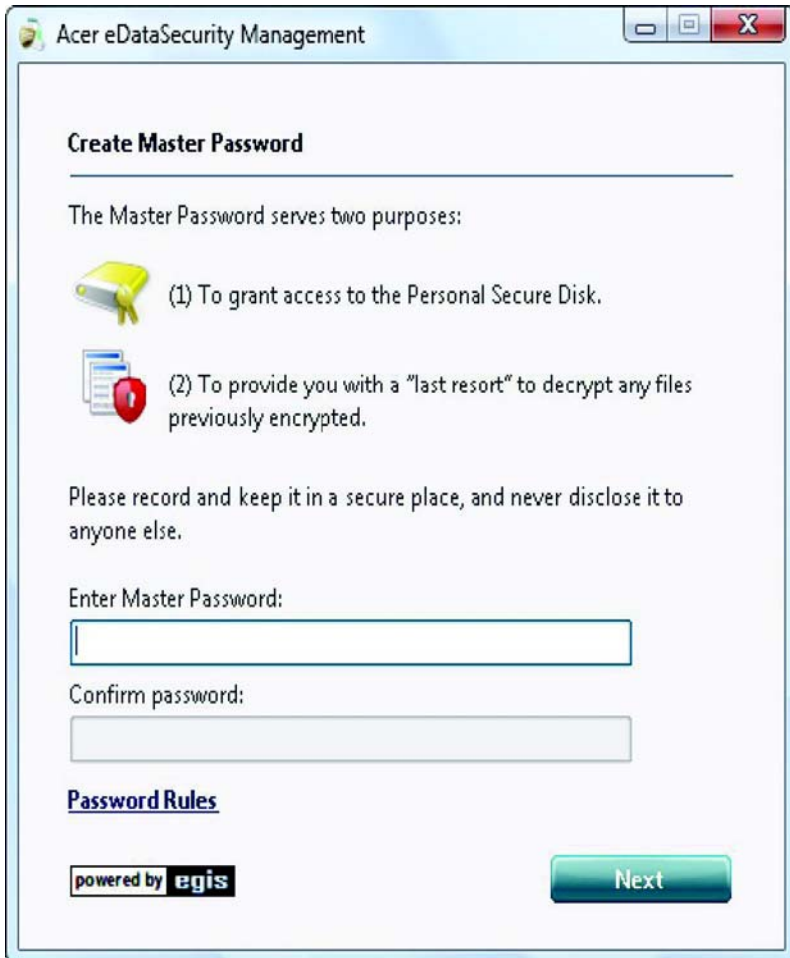 Acer eDataSecurity Management
Create Master Password
The Master Password serves two purposes:
(1) To grant access to the Personal Secure Disk.
(2) To provide you with a "last resort" to decrypt any files
previously encrypted.
Please record and keep it in a secure place, and never disclose it to
anyone else.
Enter Master Password:
Confirm password:
Password Rules
powered by egis
Next